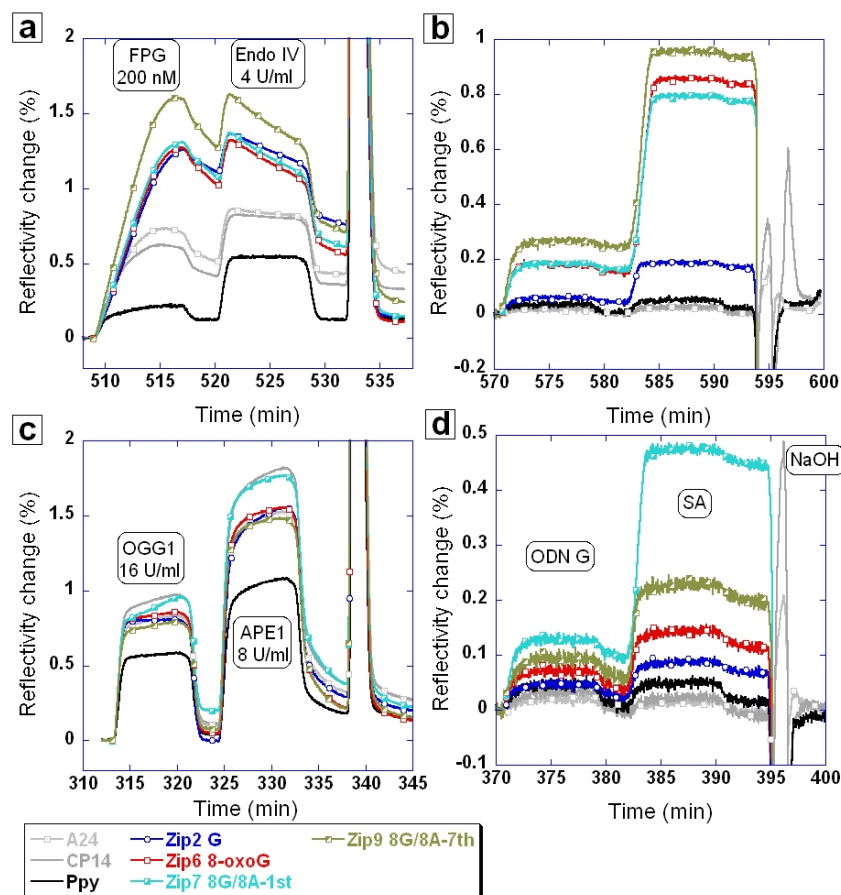 a
FPG
200 nM
Endo IV
4 U/ml
Reflectivity change (%)
2
1.5
1
0.5
0
510 515 520 525 530 535
Time (min)
b
Reflectivity change (%)
1
0.8
0.6
0.4
0.2
0
-0.2
570 575 580 585 590 595 600
Time (min)
c
OGG1
16 U/ml
APE1
8 U/ml
Reflectivity change (%)
2
1.5
1
0.5
0
310 315 320 325 330 335 340 345
Time (min)
d
ODN G
SA
NaOH
Reflectivity change (%)
0.5
0.4
0.3
0.2
0.1
0
-0.1
370 375 380 385 390 395 400
Time (min)
A24
CP14
Ppy
Zip2 G
Zip6 8-oxoG
Zip7 8G/8A-1st
Zip9 8G/8A-7th